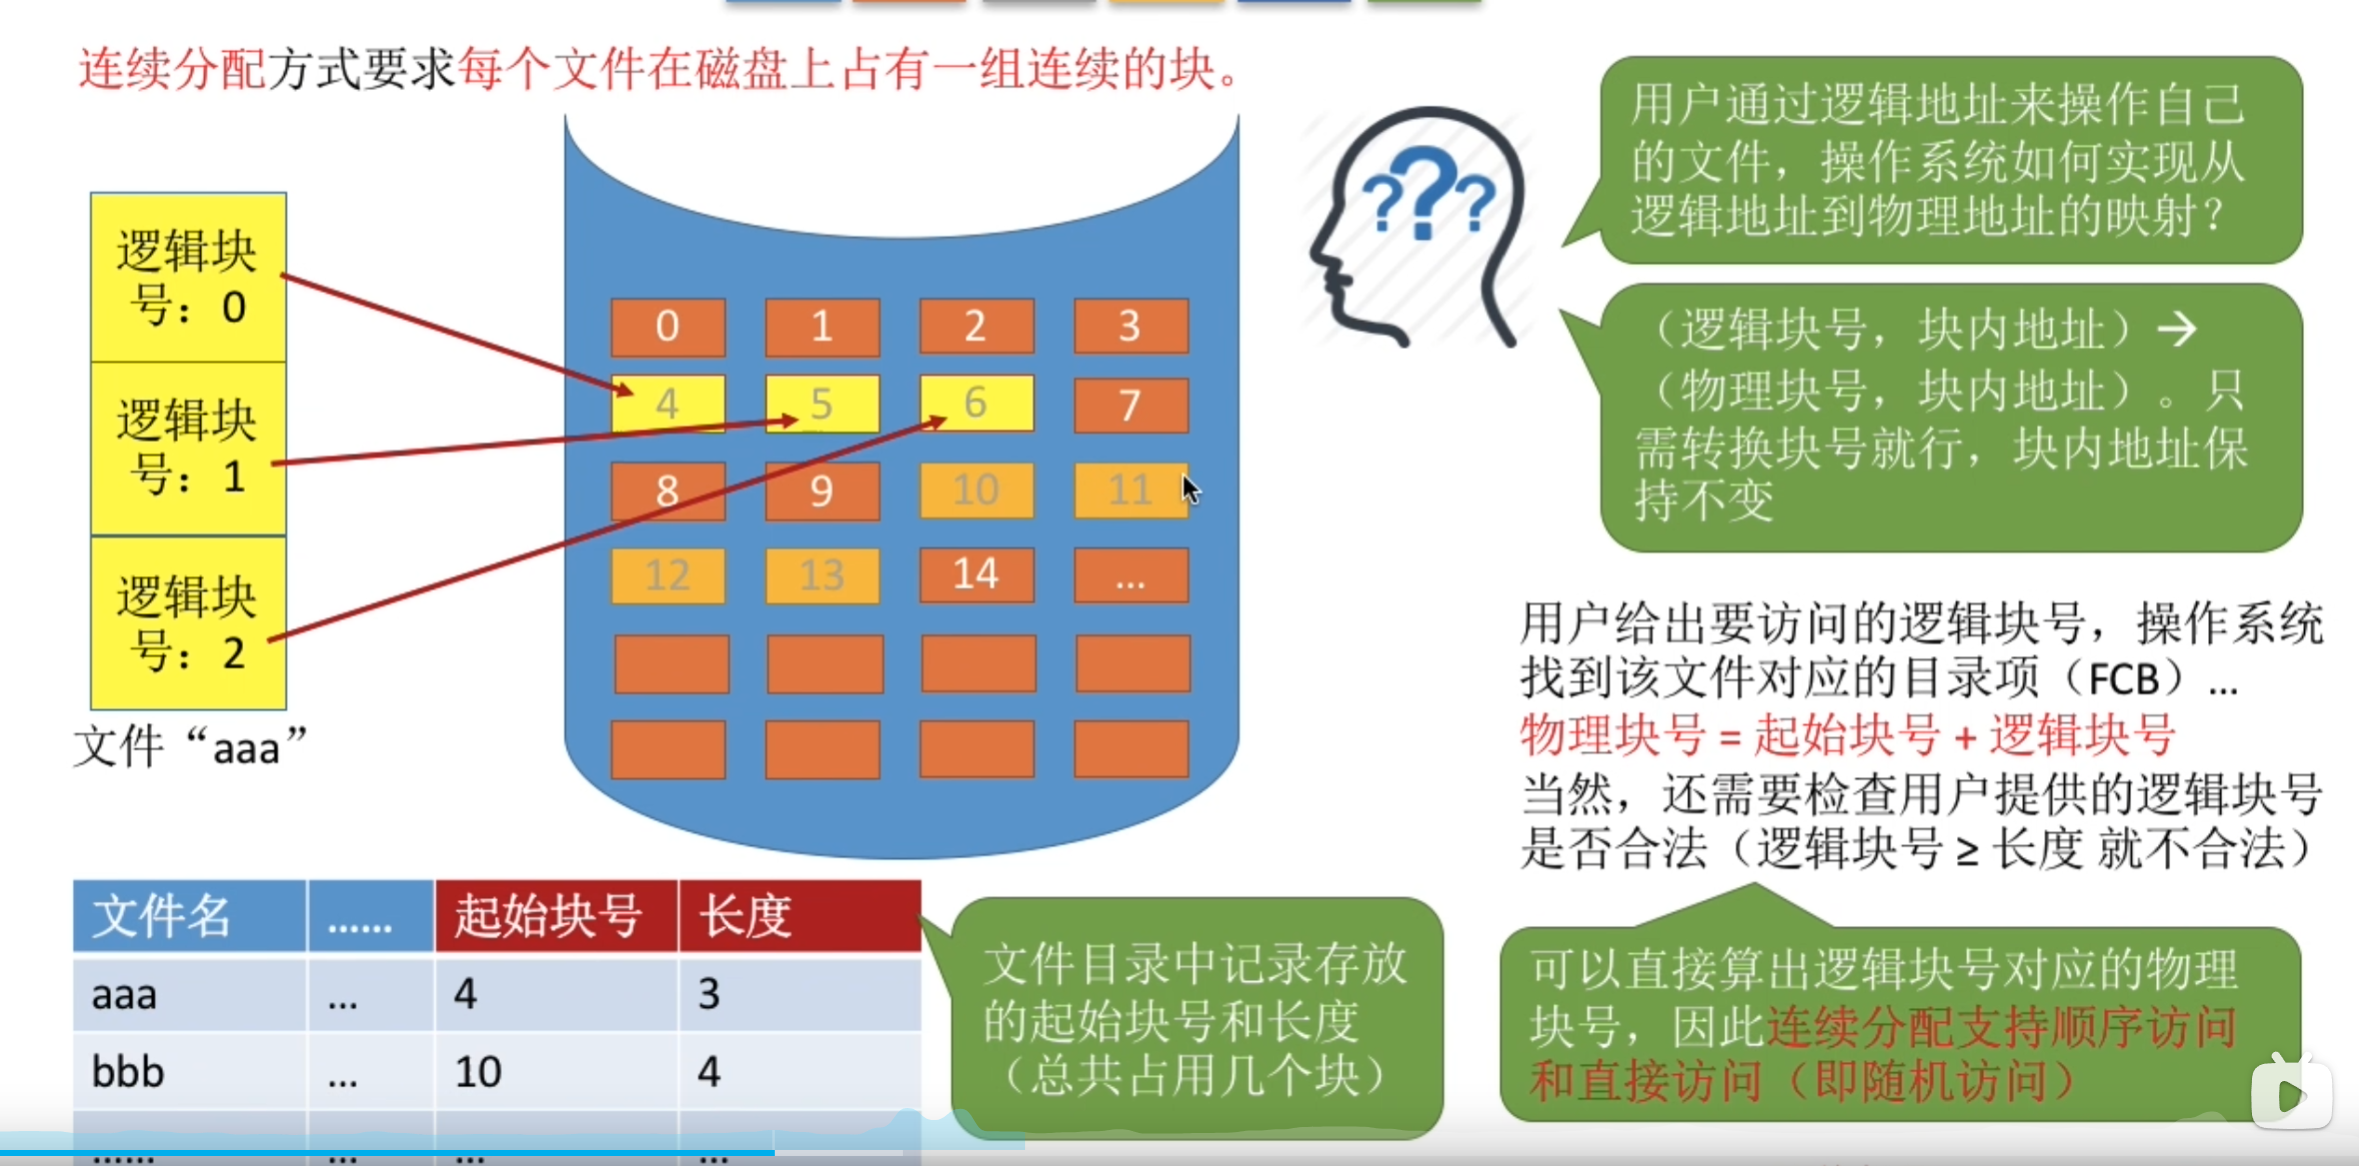 连续分配方式要求每个文件在磁盘上占有一组连续的块。
逻辑块
号：0
逻辑块
号：1
逻辑块
号：2
文件“aaa”
0 1 2 3
4 5 6 7
8 9 10 11
12 13 14 ...
???
用户通过逻辑地址来操作自己
的文件，操作系统如何实现从
逻辑地址到物理地址的映射？
（逻辑块号，块内地址）→
（物理块号，块内地址）。只
需转换块号就行，块内地址保
持不变
用户给出要访问的逻辑块号，操作系统
找到该文件对应的目录项（FCB）...
物理块号 = 起始块号 + 逻辑块号
当然，还需要检查用户提供的逻辑块号
是否合法（逻辑块号 ≥ 长度 就不合法）
可以直接算出逻辑块号对应的物理
块号，因此连续分配支持顺序访问
和直接访问（即随机访问）
文件名 ...... 起始块号 长度
aaa ... 4 3
bbb ... 10 4
...... ... ... ...
文件目录中记录存放
的起始块号和长度
（总共占用几个块）